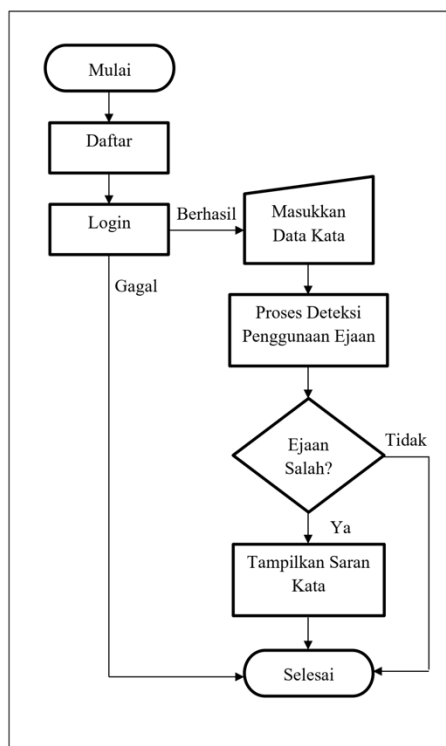 Mulai
Daftar
Login
Berhasil
Gagal
Masukkan
Data Kata
Proses Deteksi
Penggunaan Ejaan
Ejaan
Salah?
Tidak
Ya
Tampilkan Saran
Kata
Selesai